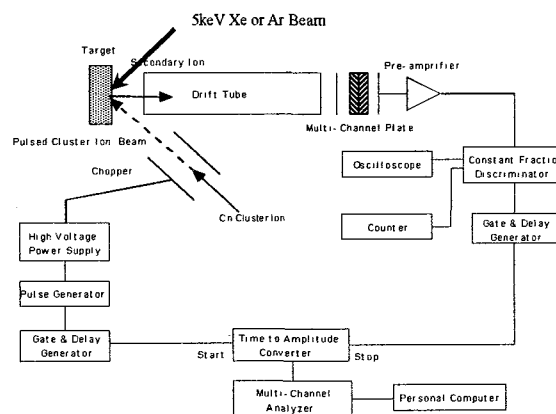 5keV Xe or Ar Beam
Target
Secondary Ion
Drift Tube
Pre-amplifier
Multi-Channel Plate
Pulsed Cluster Ion Beam
Chopper
Cn Cluster Ion
Oscilloscope
Constant Fraction
Discriminator
Counter
Gate & Delay
Generator
High Voltage
Power Supply
Pulse Generator
Gate & Delay
Generator
Start
Time to Amplitude
Converter
Stop
Multi-Channel
Analyzer
Personal Computer